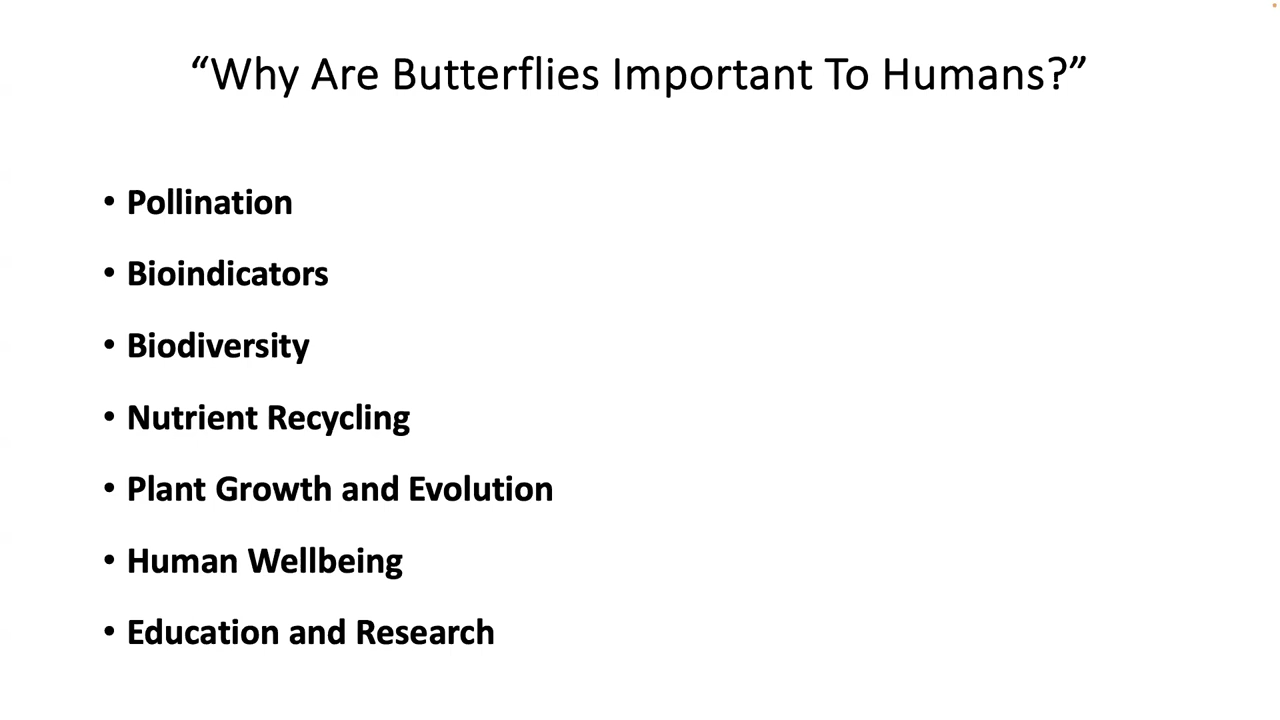 “Why Are Butterflies Important To Humans?”
• Pollination
• Bioindicators
• Biodiversity
• Nutrient Recycling
• Plant Growth and Evolution
• Human Wellbeing
• Education and Research